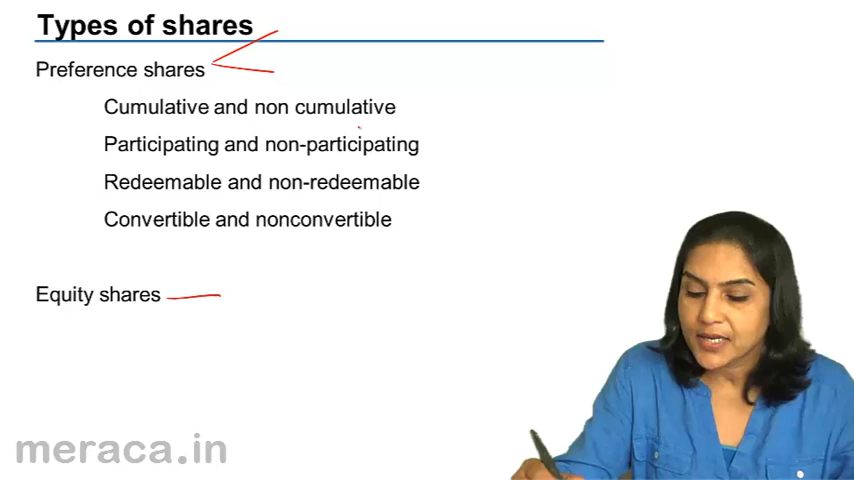 Types of shares
Preference shares
Cumulative and non cumulative
Participating and non-participating
Redeemable and non-redeemable
Convertible and nonconvertible
Equity shares
meraca.in